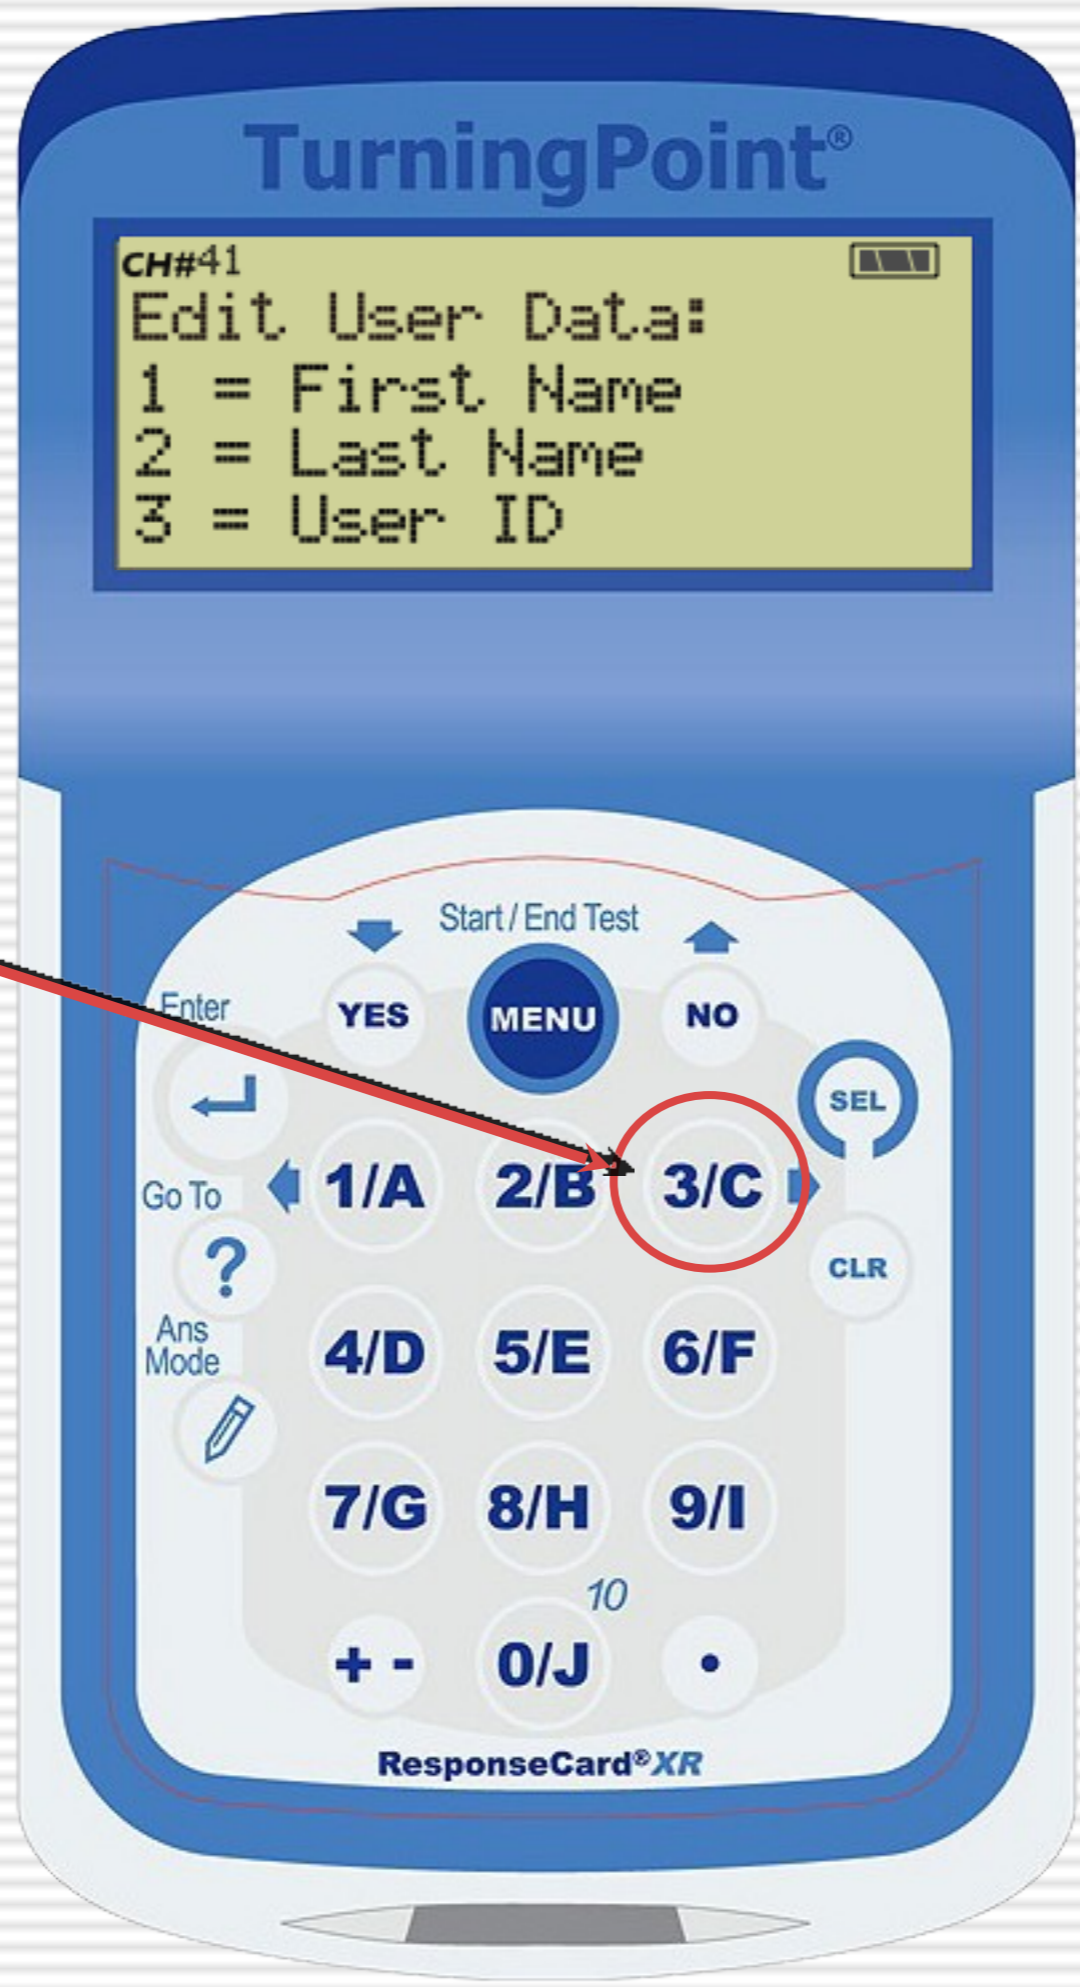 TurningPoint®
CH#41
Edit User Data:
1 = First Name
2 = Last Name
3 = User ID
Start / End Test
YES MENU NO
Enter
SEL
1/A 2/B 3/C
Go To
?
CLR
Ans
Mode
4/D 5/E 6/F
7/G 8/H 9/I
10
+ - 0/J •
ResponseCard® XR